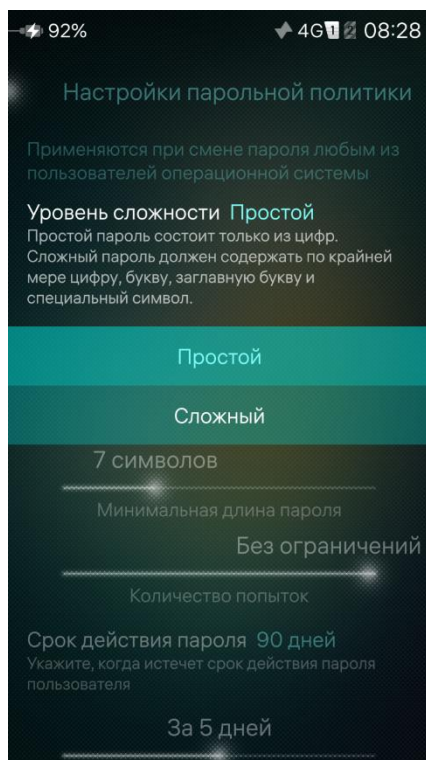 92% 4G 1 08:28
Настройки парольной политики
Применяются при смене пароля любым из
пользователей операционной системы
Уровень сложности Простой
Простой пароль состоит только из цифр.
Сложный пароль должен содержать по крайней
мере цифру, букву, заглавную букву и
специальный символ.
Простой
Сложный
7 символов
Минимальная длина пароля
Без ограничений
Количество попыток
Срок действия пароля 90 дней
Укажите, когда истечет срок действия пароля
пользователя
За 5 дней